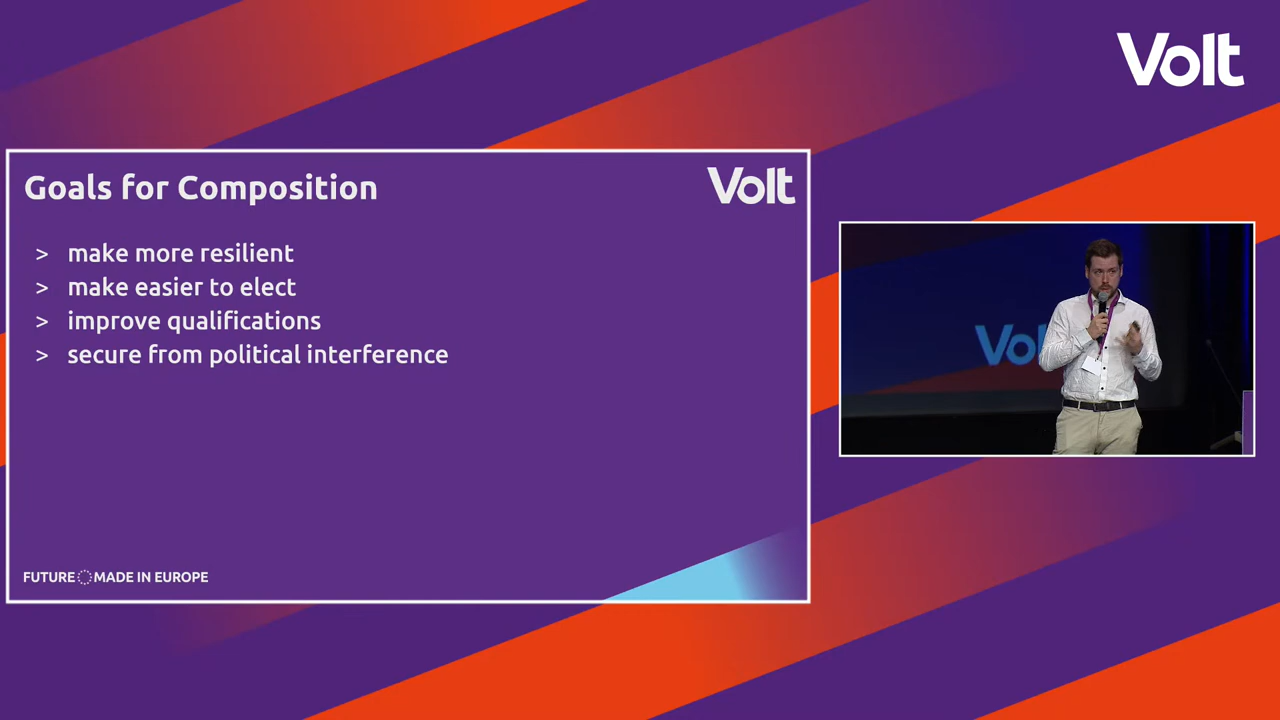 Volt
Goals for Composition
Volt
> make more resilient
> make easier to elect
> improve qualifications
> secure from political interference
Vol
FUTURE MADE IN EUROPE